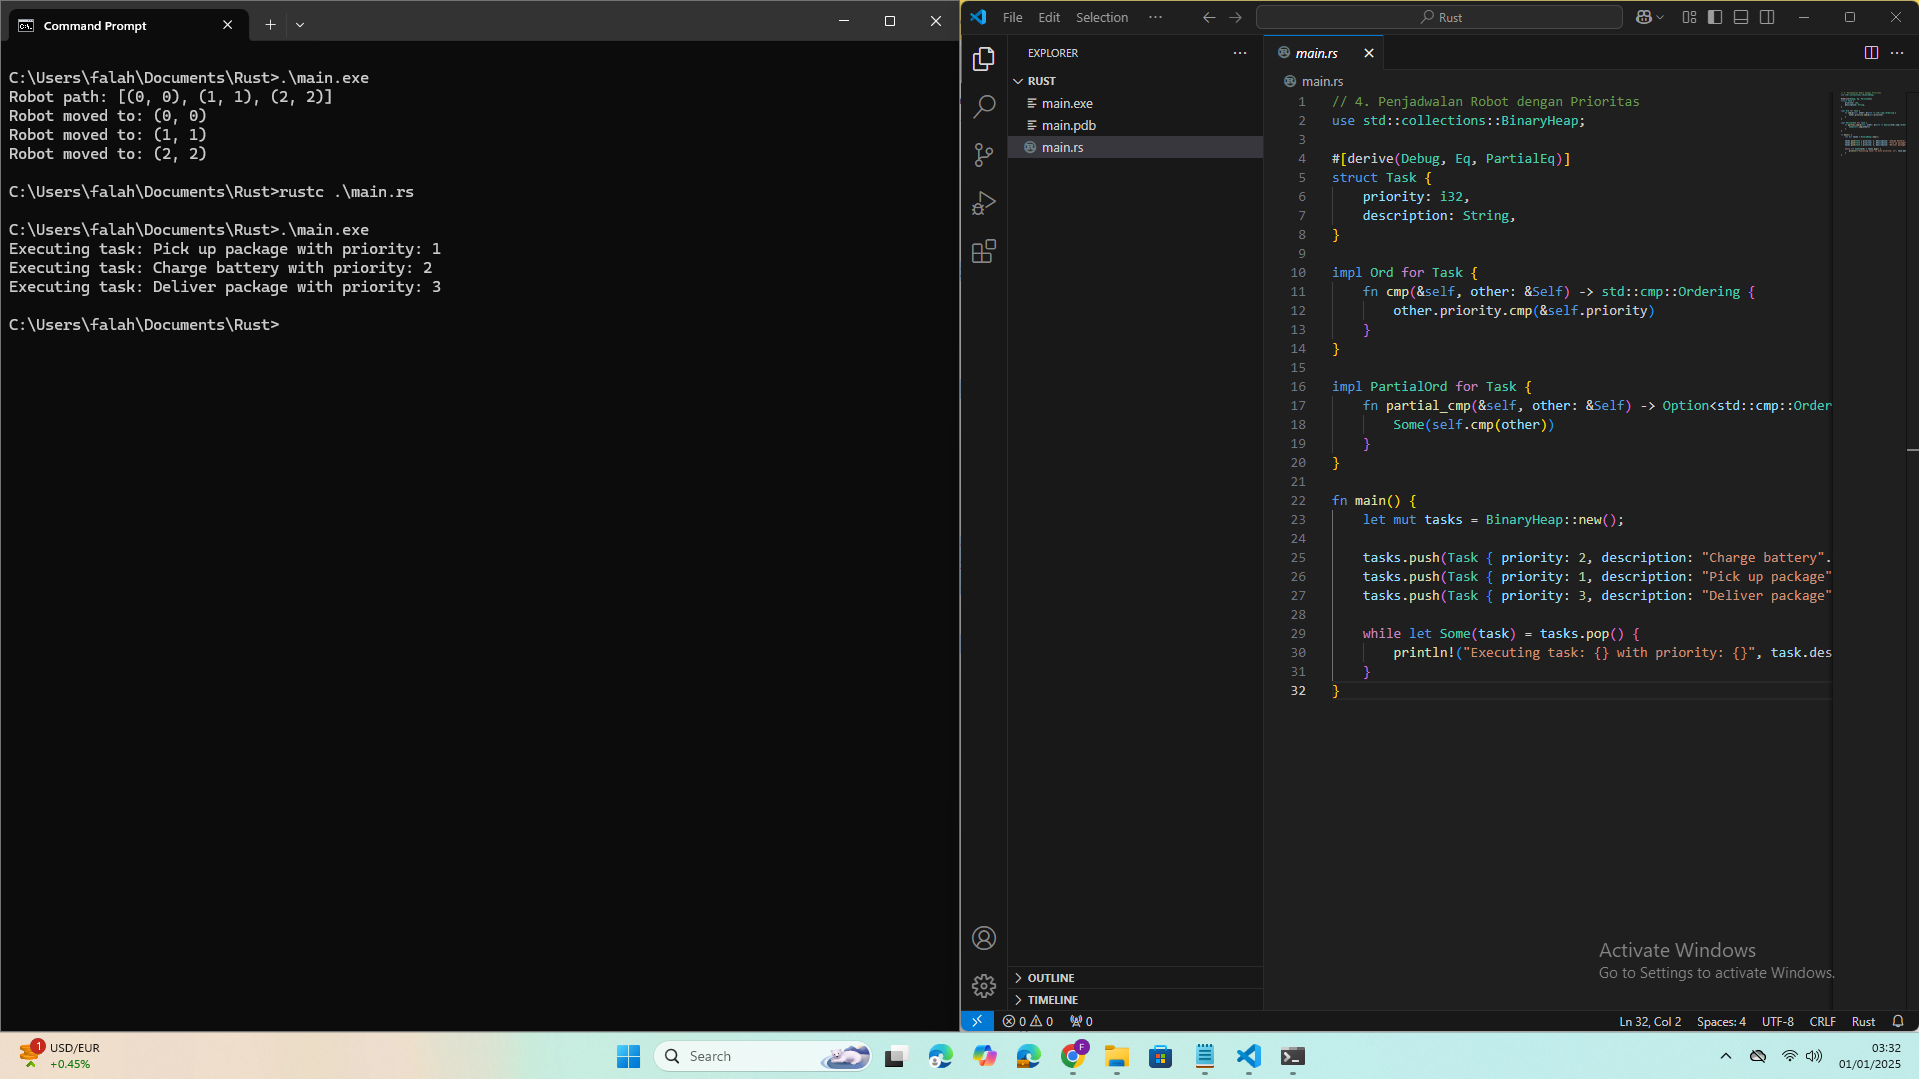 Command Prompt
C:\Users\falah\Documents\Rust>.\main.exe
Robot path: [(0, 0), (1, 1), (2, 2)]
Robot moved to: (0, 0)
Robot moved to: (1, 1)
Robot moved to: (2, 2)
C:\Users\falah\Documents\Rust>rustc .\main.rs
C:\Users\falah\Documents\Rust>.\main.exe
Executing task: Pick up package with priority: 1
Executing task: Charge battery with priority: 2
Executing task: Deliver package with priority: 3
C:\Users\falah\Documents\Rust>
File Edit Selection ··· Rust
EXPLORER ···
RUST
main.exe
main.pdb
main.rs
OUTLINE
TIMELINE
main.rs
main.rs
1 // 4. Penjadwalan Robot dengan Prioritas
2 use std::collections::BinaryHeap;
3
4 #[derive(Debug, Eq, PartialEq)]
5 struct Task {
6 priority: i32,
7 description: String,
8 }
9
10 impl Ord for Task {
11 fn cmp(&self, other: &Self) -> std::cmp::Ordering {
12 other.priority.cmp(&self.priority)
13 }
14 }
15
16 impl PartialOrd for Task {
17 fn partial_cmp(&self, other: &Self) -> Option<std::cmp::Order
18 Some(self.cmp(other))
19 }
20 }
21
22 fn main() {
23 let mut tasks = BinaryHeap::new();
24
25 tasks.push(Task { priority: 2, description: "Charge battery".
26 tasks.push(Task { priority: 1, description: "Pick up package"
27 tasks.push(Task { priority: 3, description: "Deliver package"
28
29 while let Some(task) = tasks.pop() {
30 println!("Executing task: {} with priority: {}", task.des
31 }
32 }
Activate Windows
Go to Settings to activate Windows.
0 0 0 Ln 32, Col 2 Spaces: 4 UTF-8 CRLF Rust
1 USD/EUR
+0.45%
Search
F
03:32
01/01/2025